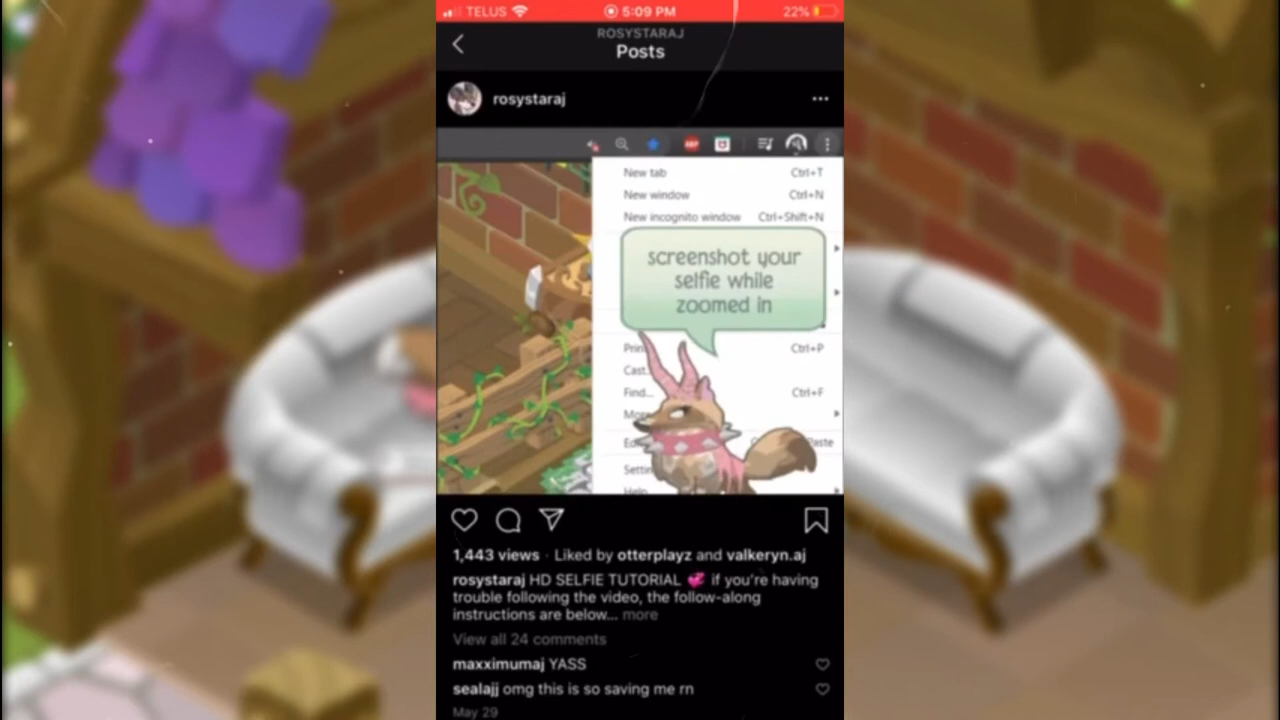 TELUS 5:09 PM 22%
ROSYSTARAJ
Posts
rosystaraj
ABP
New tab Ctrl+T
New window Ctrl+N
New incognito window Ctrl+Shift+N
screenshot your
selfie while
zoomed in
Ctrl+P
Cast
Find... Ctrl+F
1,443 views · Liked by otterplayz and valkeryn.aj
rosystaraj HD SELFIE TUTORIAL 💞 if you're having
trouble following the video, the follow-along
instructions are below... more
View all 24 comments
maxximumaj YASS
sealajj omg this is so saving me rn
May 29